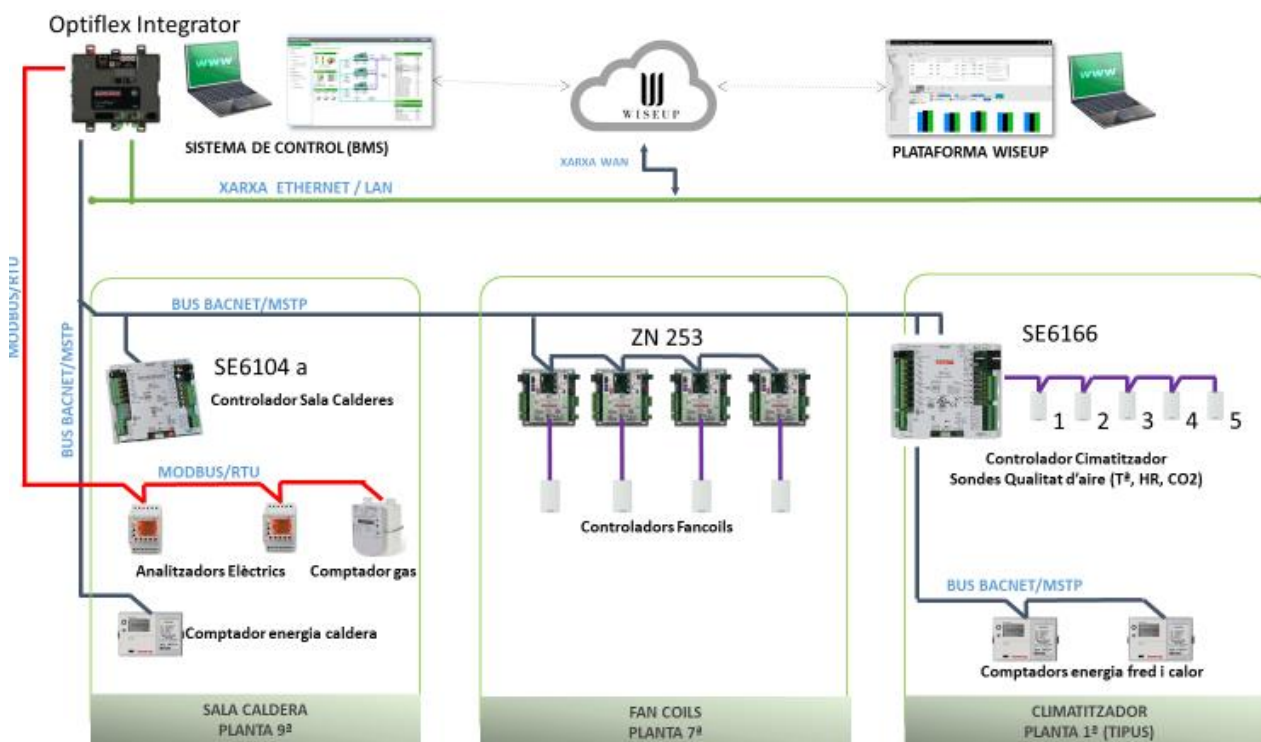 Optiflex Integrator
www
www
WISEUP
SISTEMA DE CONTROL (BMS)
PLATAFORMA WISEUP
XARXA WAN
XARXA ETHERNET / LAN
MODBUS/RTU
BUS BACNET/MSTP
BUS BACNET/MSTP
SE6104 a
Controlador Sala Calderes
MODBUS/RTU
Analitzadors Elèctrics
Comptador gas
Comptador energia caldera
SALA CALDERA
PLANTA 9ª
ZN 253
Controladors Fancoils
FAN COILS
PLANTA 7ª
SE6166
1 2 3 4 5
Controlador Cimatitzador
Sondes Qualitat d'aire (Tª, HR, CO2)
BUS BACNET/MSTP
Comptadors energia fred i calor
CLIMATITZADOR
PLANTA 1ª (TIPUS)